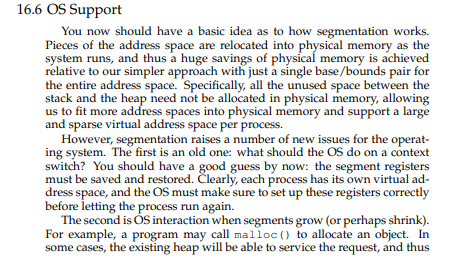 16.6 OS Support
You now should have a basic idea as to how segmentation works.
Pieces of the address space are relocated into physical memory as the
system runs, and thus a huge savings of physical memory is achieved
relative to our simpler approach with just a single base/bounds pair for
the entire address space. Specifically, all the unused space between the
stack and the heap need not be allocated in physical memory, allowing
us to fit more address spaces into physical memory and support a large
and sparse virtual address space per process.
However, segmentation raises a number of new issues for the operat-
ing system. The first is an old one: what should the OS do on a context
switch? You should have a good guess by now: the segment registers
must be saved and restored. Clearly, each process has its own virtual ad-
dress space, and the OS must make sure to set up these registers correctly
before letting the process run again.
The second is OS interaction when segments grow (or perhaps shrink).
For example, a program may call malloc() to allocate an object. In
some cases, the existing heap will be able to service the request, and thus